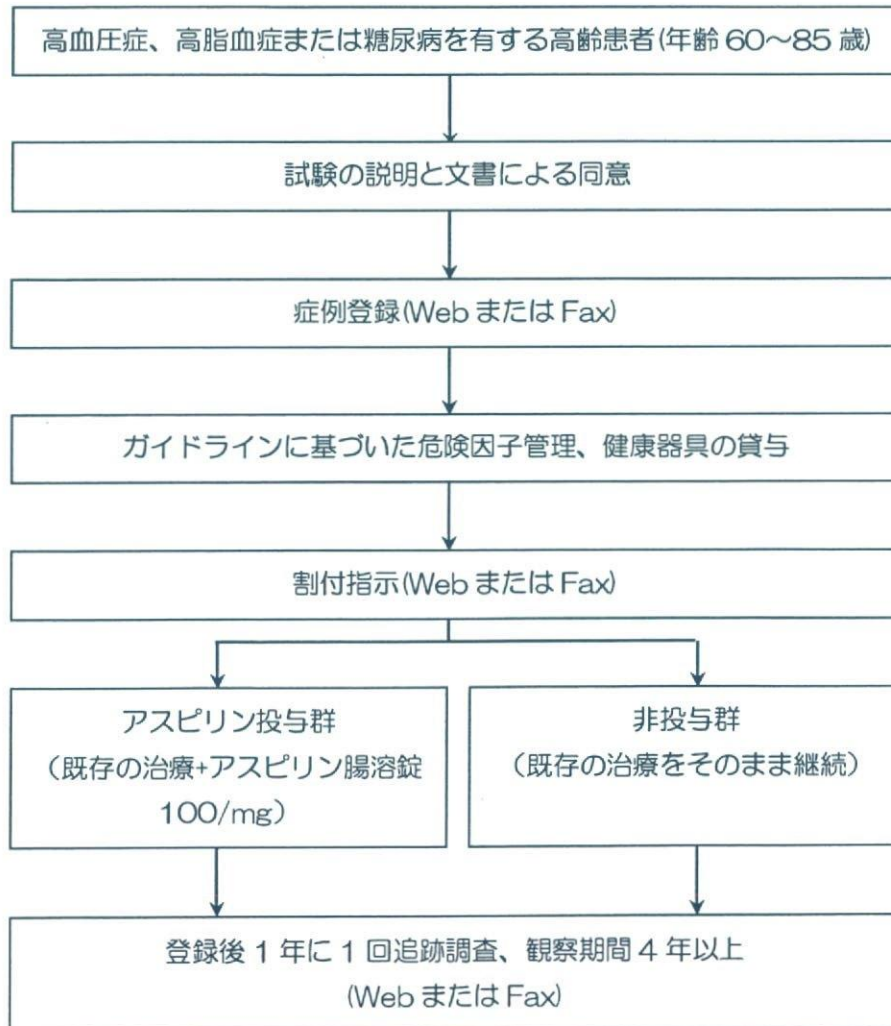 高血圧症、高脂血症または糖尿病を有する高齢患者(年齢 60～85 歳)
試験の説明と文書による同意
症例登録(Web または Fax)
ガイドラインに基づいた危険因子管理、健康器具の貸与
割付指示(Web または Fax)
アスピリン投与群
（既存の治療+アスピリン腸溶錠
100/mg）
非投与群
（既存の治療をそのまま継続）
登録後 1 年に 1 回追跡調査、観察期間 4 年以上
(Web または Fax)